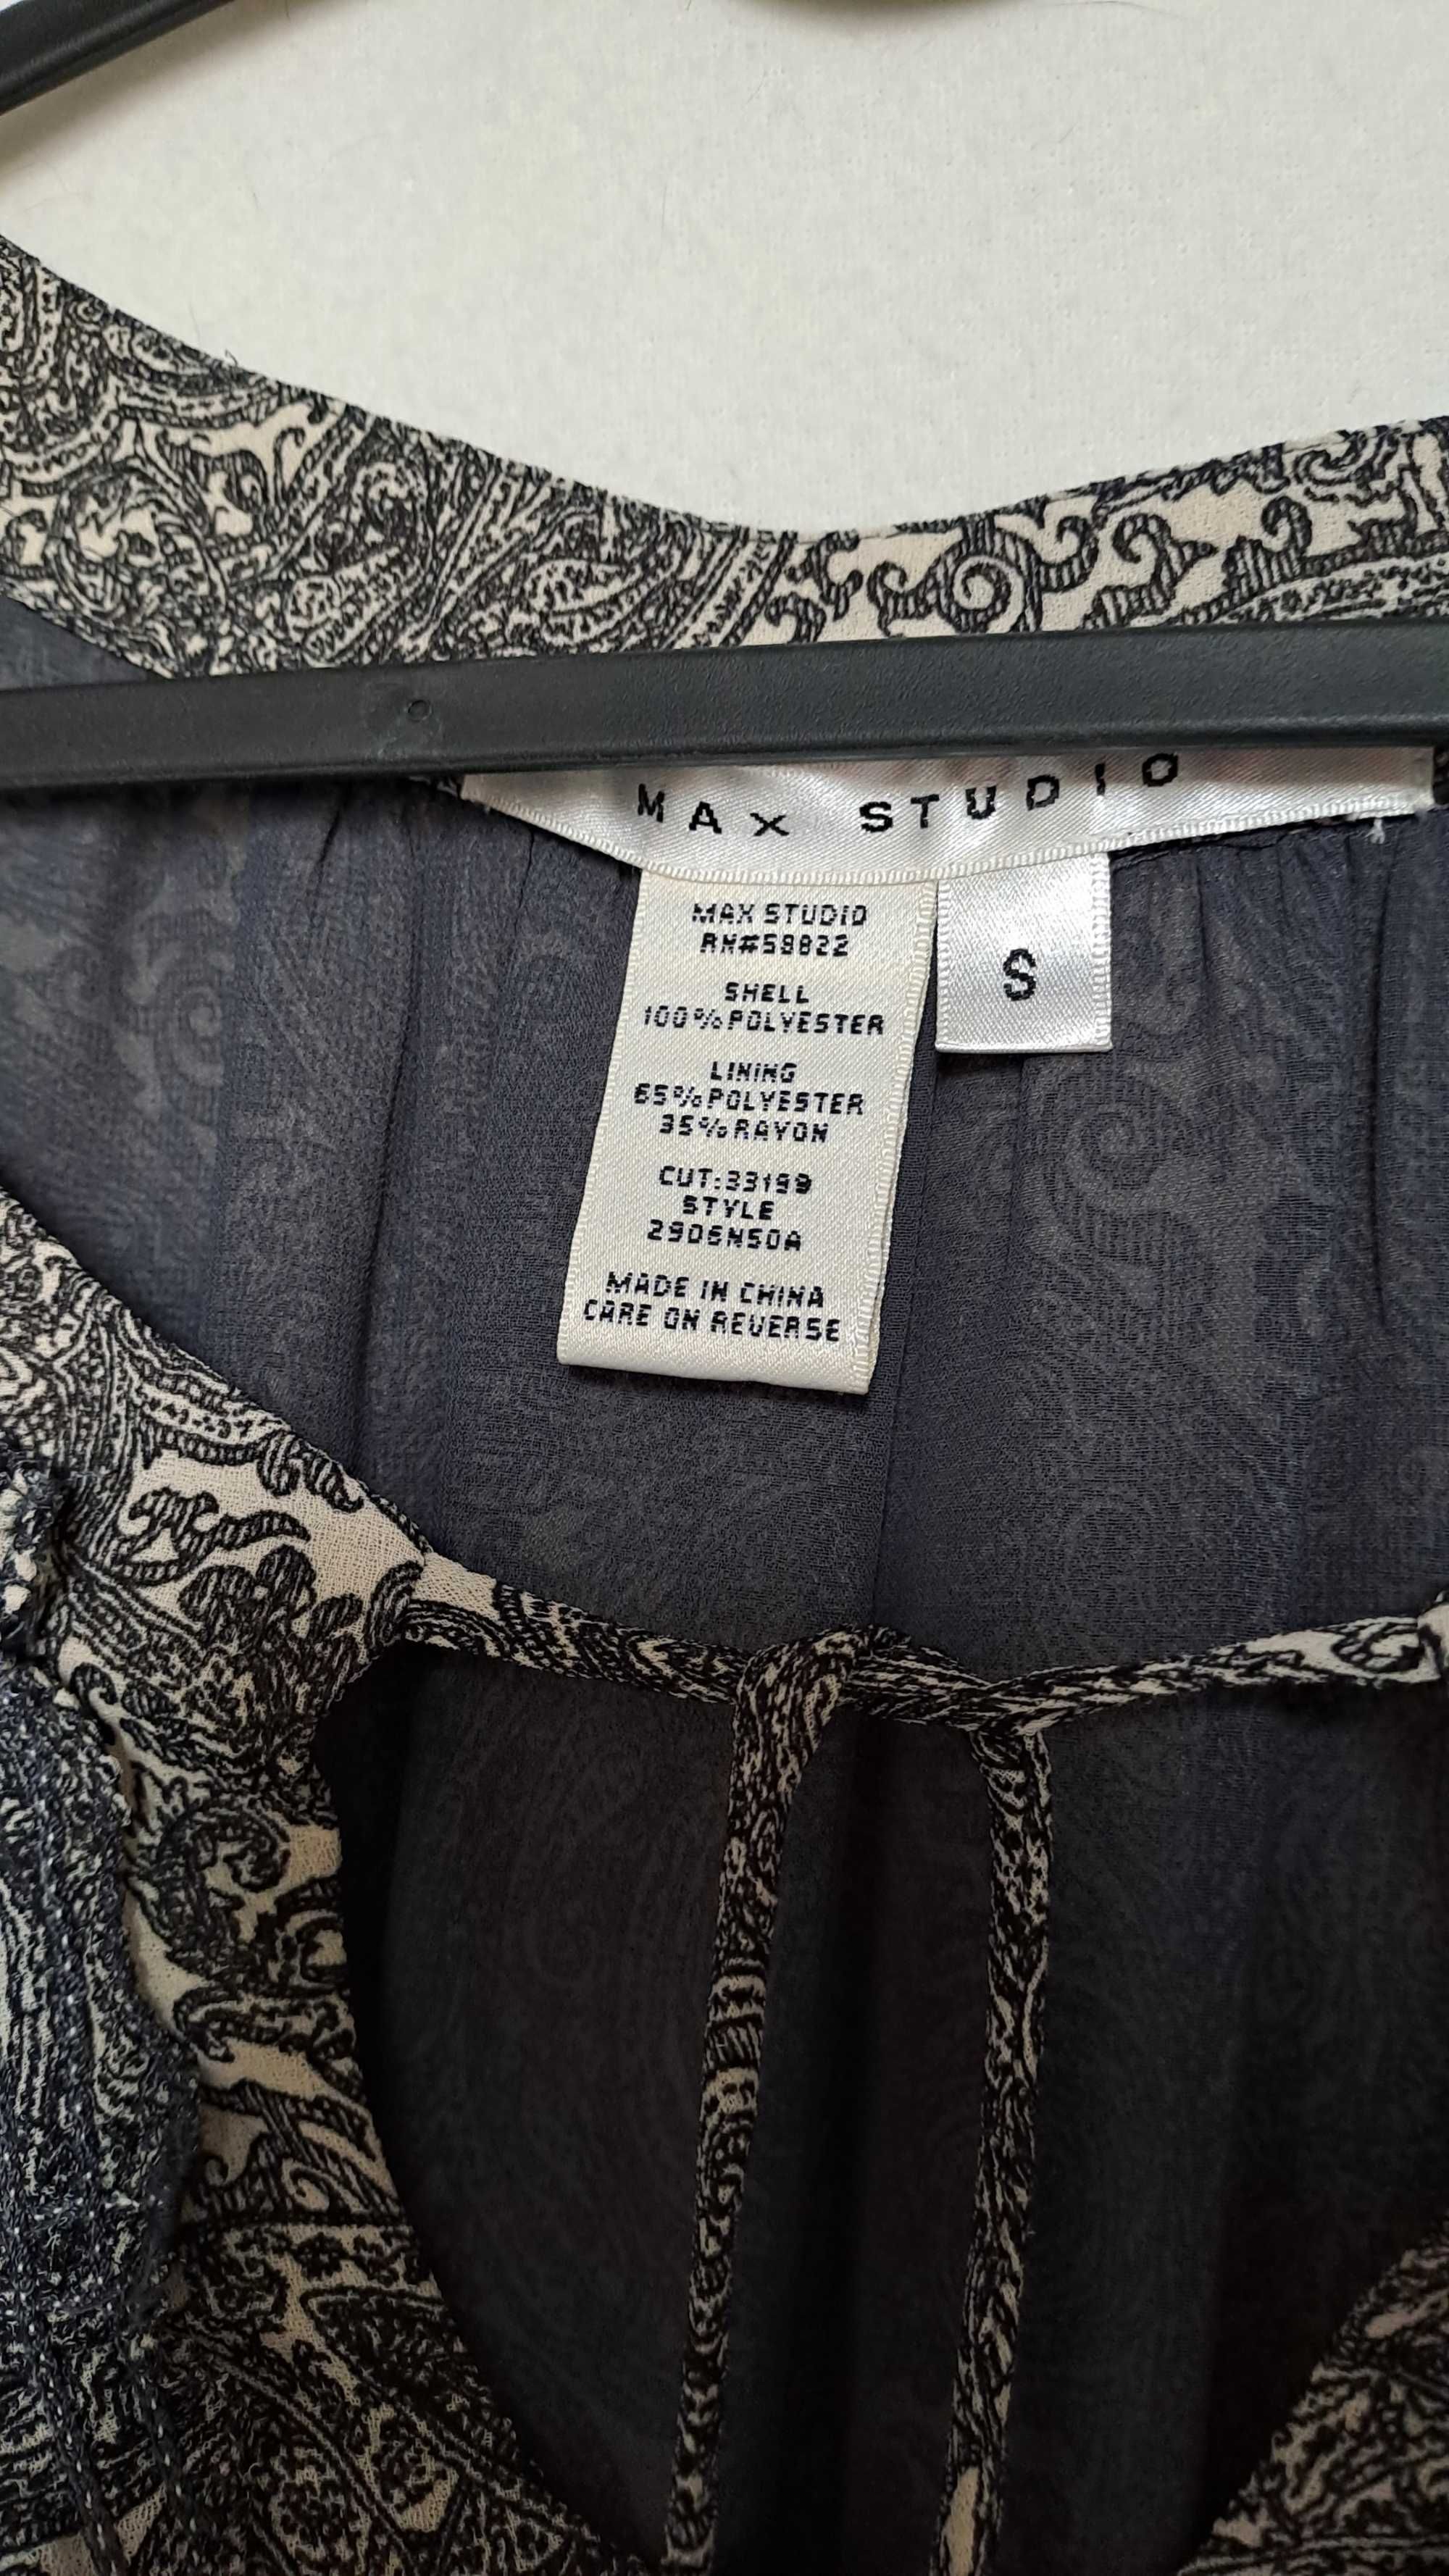 MAX STUDIO
MAX STUDIO
RN#59822
S
SHELL
100%POLYESTER
LINING
65%POLYESTER
35%RAYON
CUT:33199
STYLE
2906N50A
MADE IN CHINA
CARE ON REVERSE